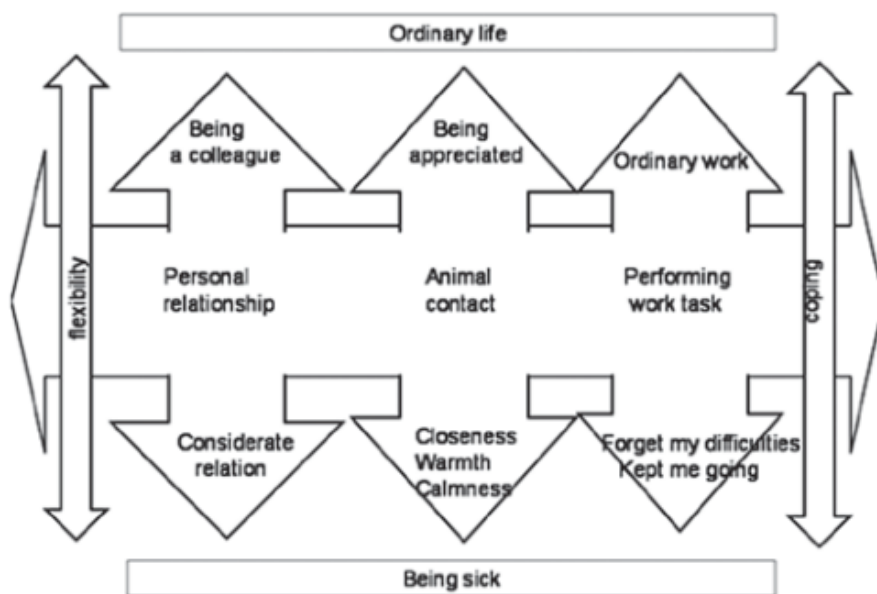 Ordinary life
Being
a colleague
Being
appreciated
Ordinary work
flexibility
Personal
relationship
Animal
contact
Performing
work task
coping
Considerate
relation
Closeness
Warmth
Calmness
Forget my difficulties
Kept me going
Being sick